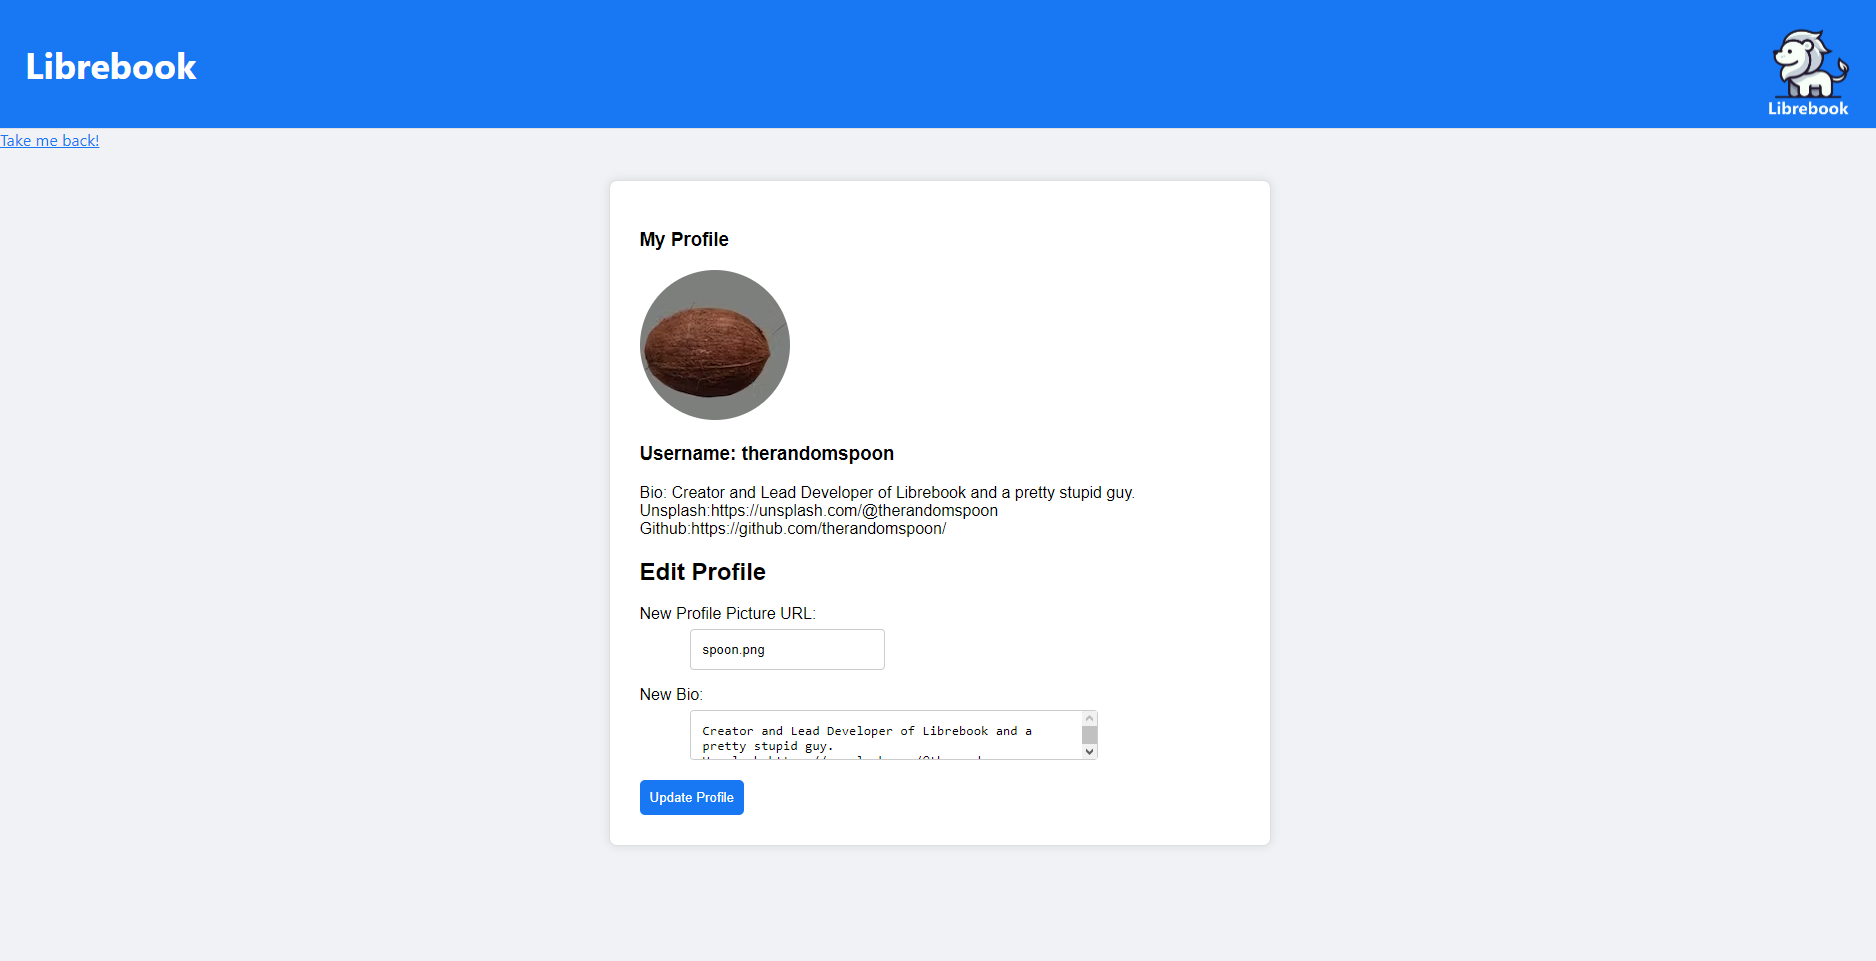 Librebook
Librebook
Take me back!
My Profile
Username: therandomspoon
Bio: Creator and Lead Developer of Librebook and a pretty stupid guy.
Unsplash:https://unsplash.com/@therandomspoon
Github:https://github.com/therandomspoon/
Edit Profile
New Profile Picture URL:
spoon.png
New Bio:
Creator and Lead Developer of Librebook and a
pretty stupid guy.
Update Profile